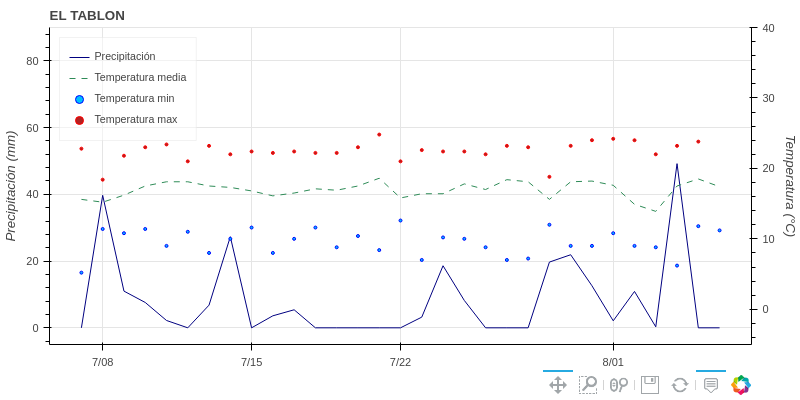 EL TABLON
Precipitación
Temperatura media
Temperatura min
Temperatura max
Precipitación (mm)
80
60
40
20
0
Temperatura (°C)
40
30
20
10
0
7/08
7/15
7/22
8/01